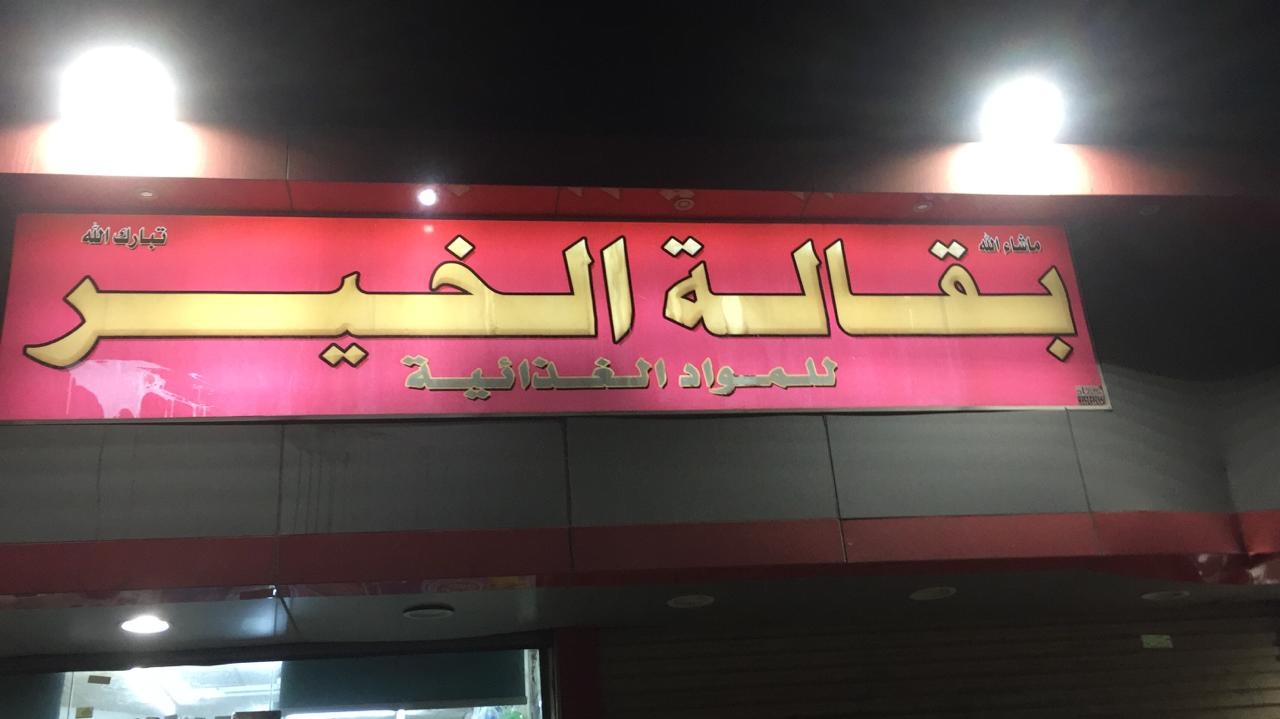 ماشاء الله
تبارك الله
بقالة الخير
للمواد الغذائية